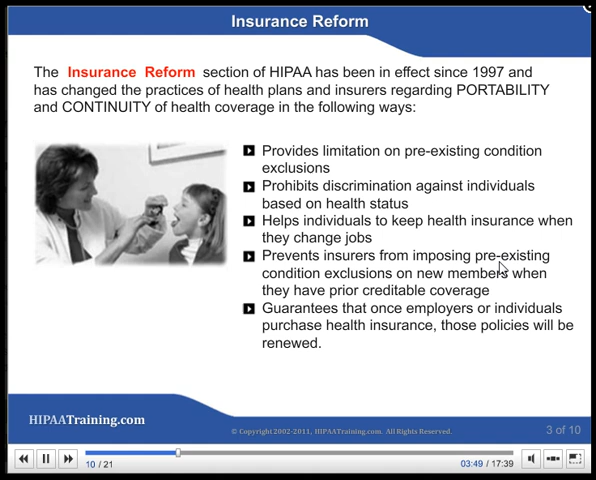 Insurance Reform
The Insurance Reform section of HIPAA has been in effect since 1997 and
has changed the practices of health plans and insurers regarding PORTABILITY
and CONTINUITY of health coverage in the following ways:
Provides limitation on pre-existing condition
exclusions
Prohibits discrimination against individuals
based on health status
Helps individuals to keep health insurance when
they change jobs
Prevents insurers from imposing pre-existing
condition exclusions on new members when
they have prior creditable coverage
Guarantees that once employers or individuals
purchase health insurance, those policies will be
renewed.
HIPAATraining.com
© Copyright 2002-2011, HIPAATraining.com. All Rights Reserved.
3 of 10
10 / 21
03:49 / 17:39